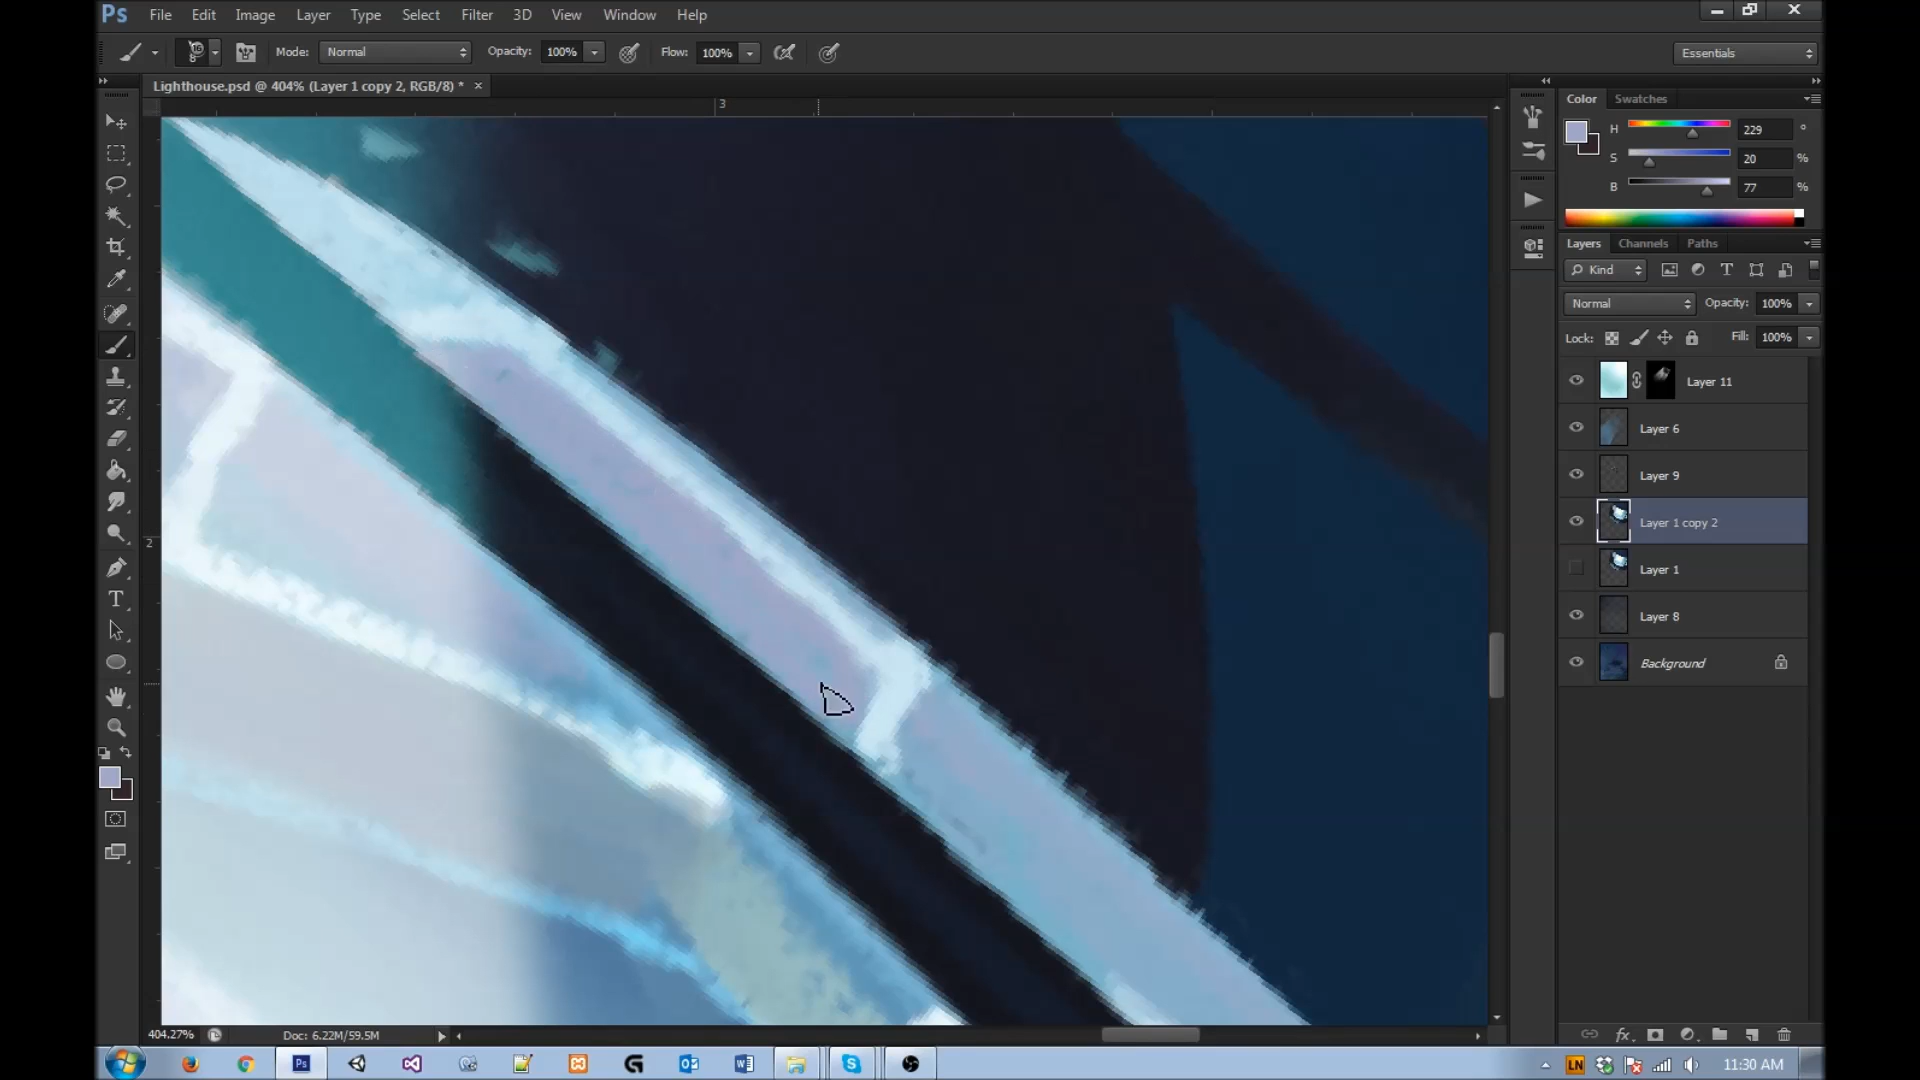 Ps File Edit Image Layer Type Select Filter 3D View Window Help
Mode: Normal Opacity: 100% Flow: 100% Essentials
Lighthouse.psd @ 404% (Layer 1 copy 2, RGB/8) * ×
3
2
Color Swatches
H 229 °
S 20 %
B 77 %
Layers Channels Paths
Kind
Normal Opacity: 100%
Lock: Fill: 100%
Layer 11
Layer 6
Layer 9
Layer 1 copy 2
Layer 1
Layer 8
Background
404.27% Doc: 6.22M/59.5M
LN 11:30 AM